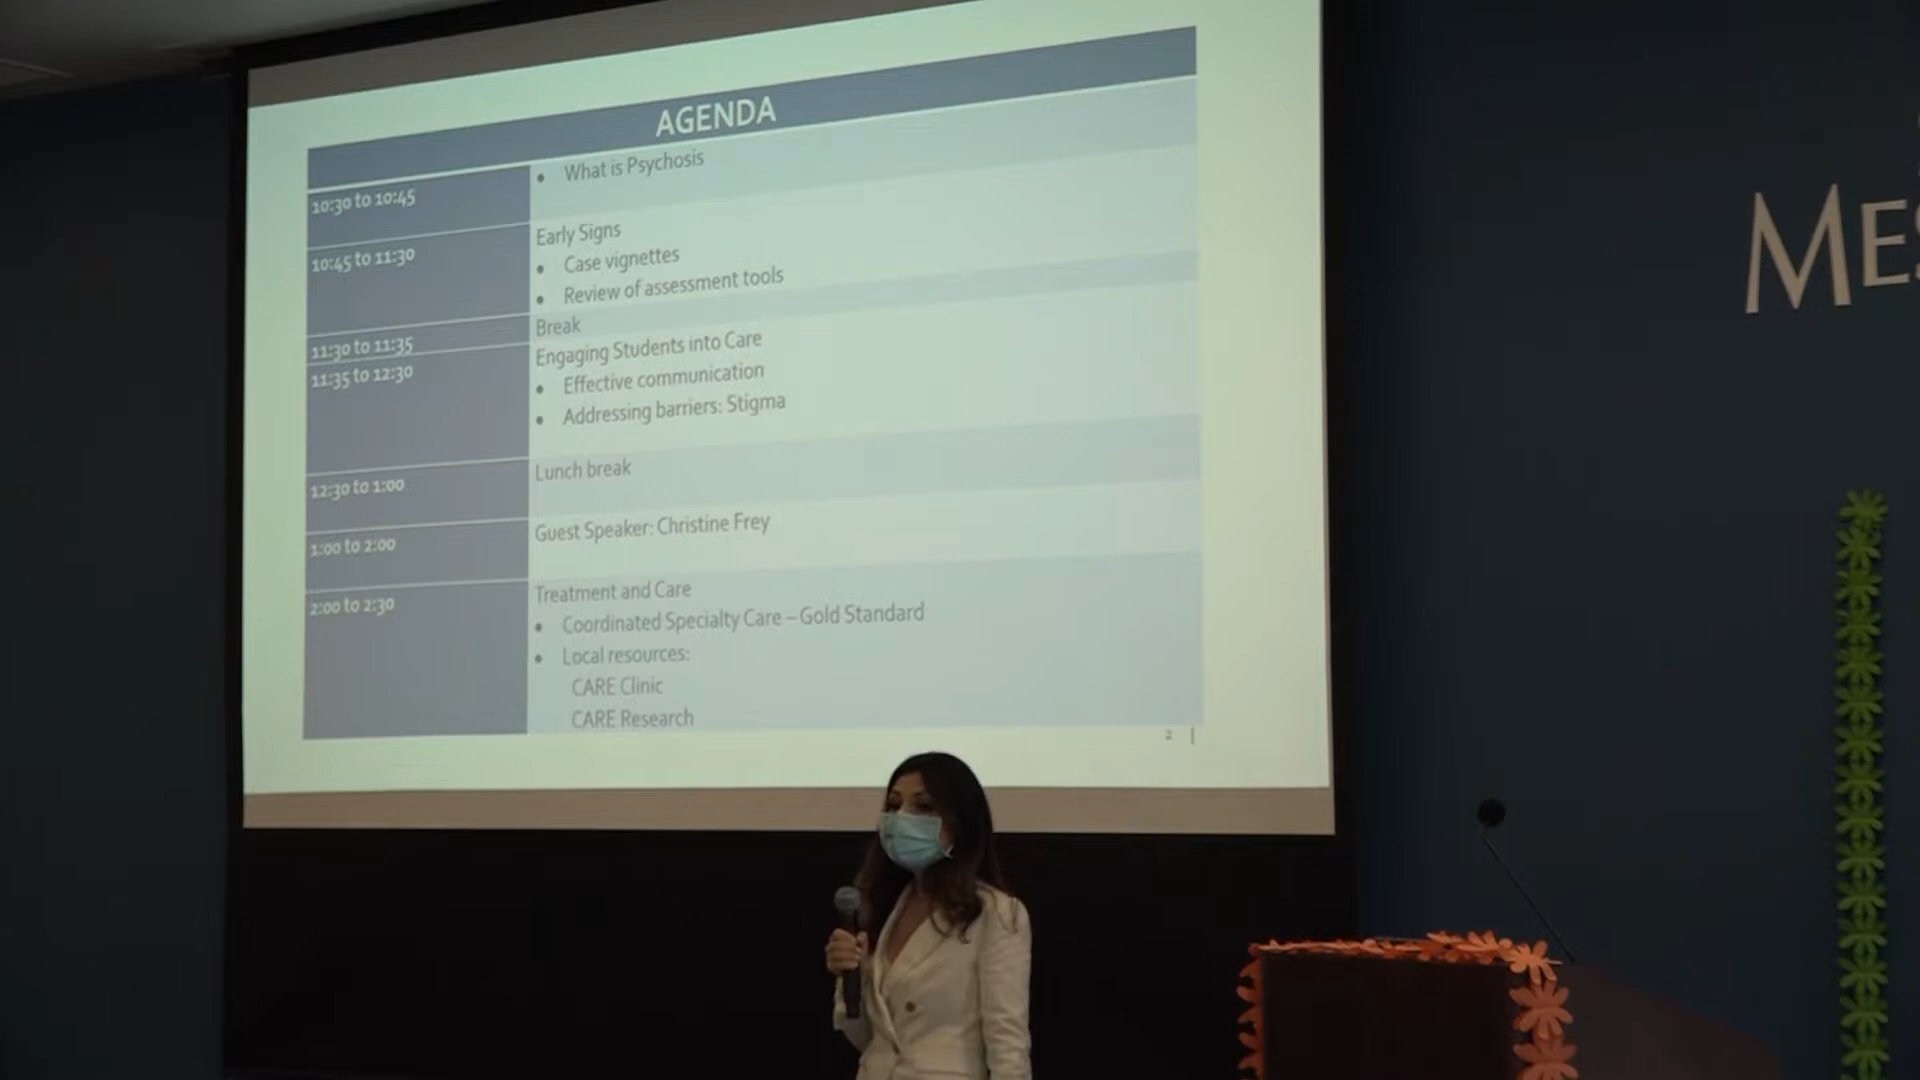 AGENDA
10:30 to 10:45
• What is Psychosis
10:45 to 11:30
Early Signs
• Case vignettes
• Review of assessment tools
11:30 to 11:35
Break
11:35 to 12:30
Engaging Students into Care
• Effective communication
• Addressing barriers: Stigma
12:30 to 1:00
Lunch break
1:00 to 2:00
Guest Speaker: Christine Frey
2:00 to 2:30
Treatment and Care
• Coordinated Specialty Care – Gold Standard
• Local resources:
CARE Clinic
CARE Research
2 |